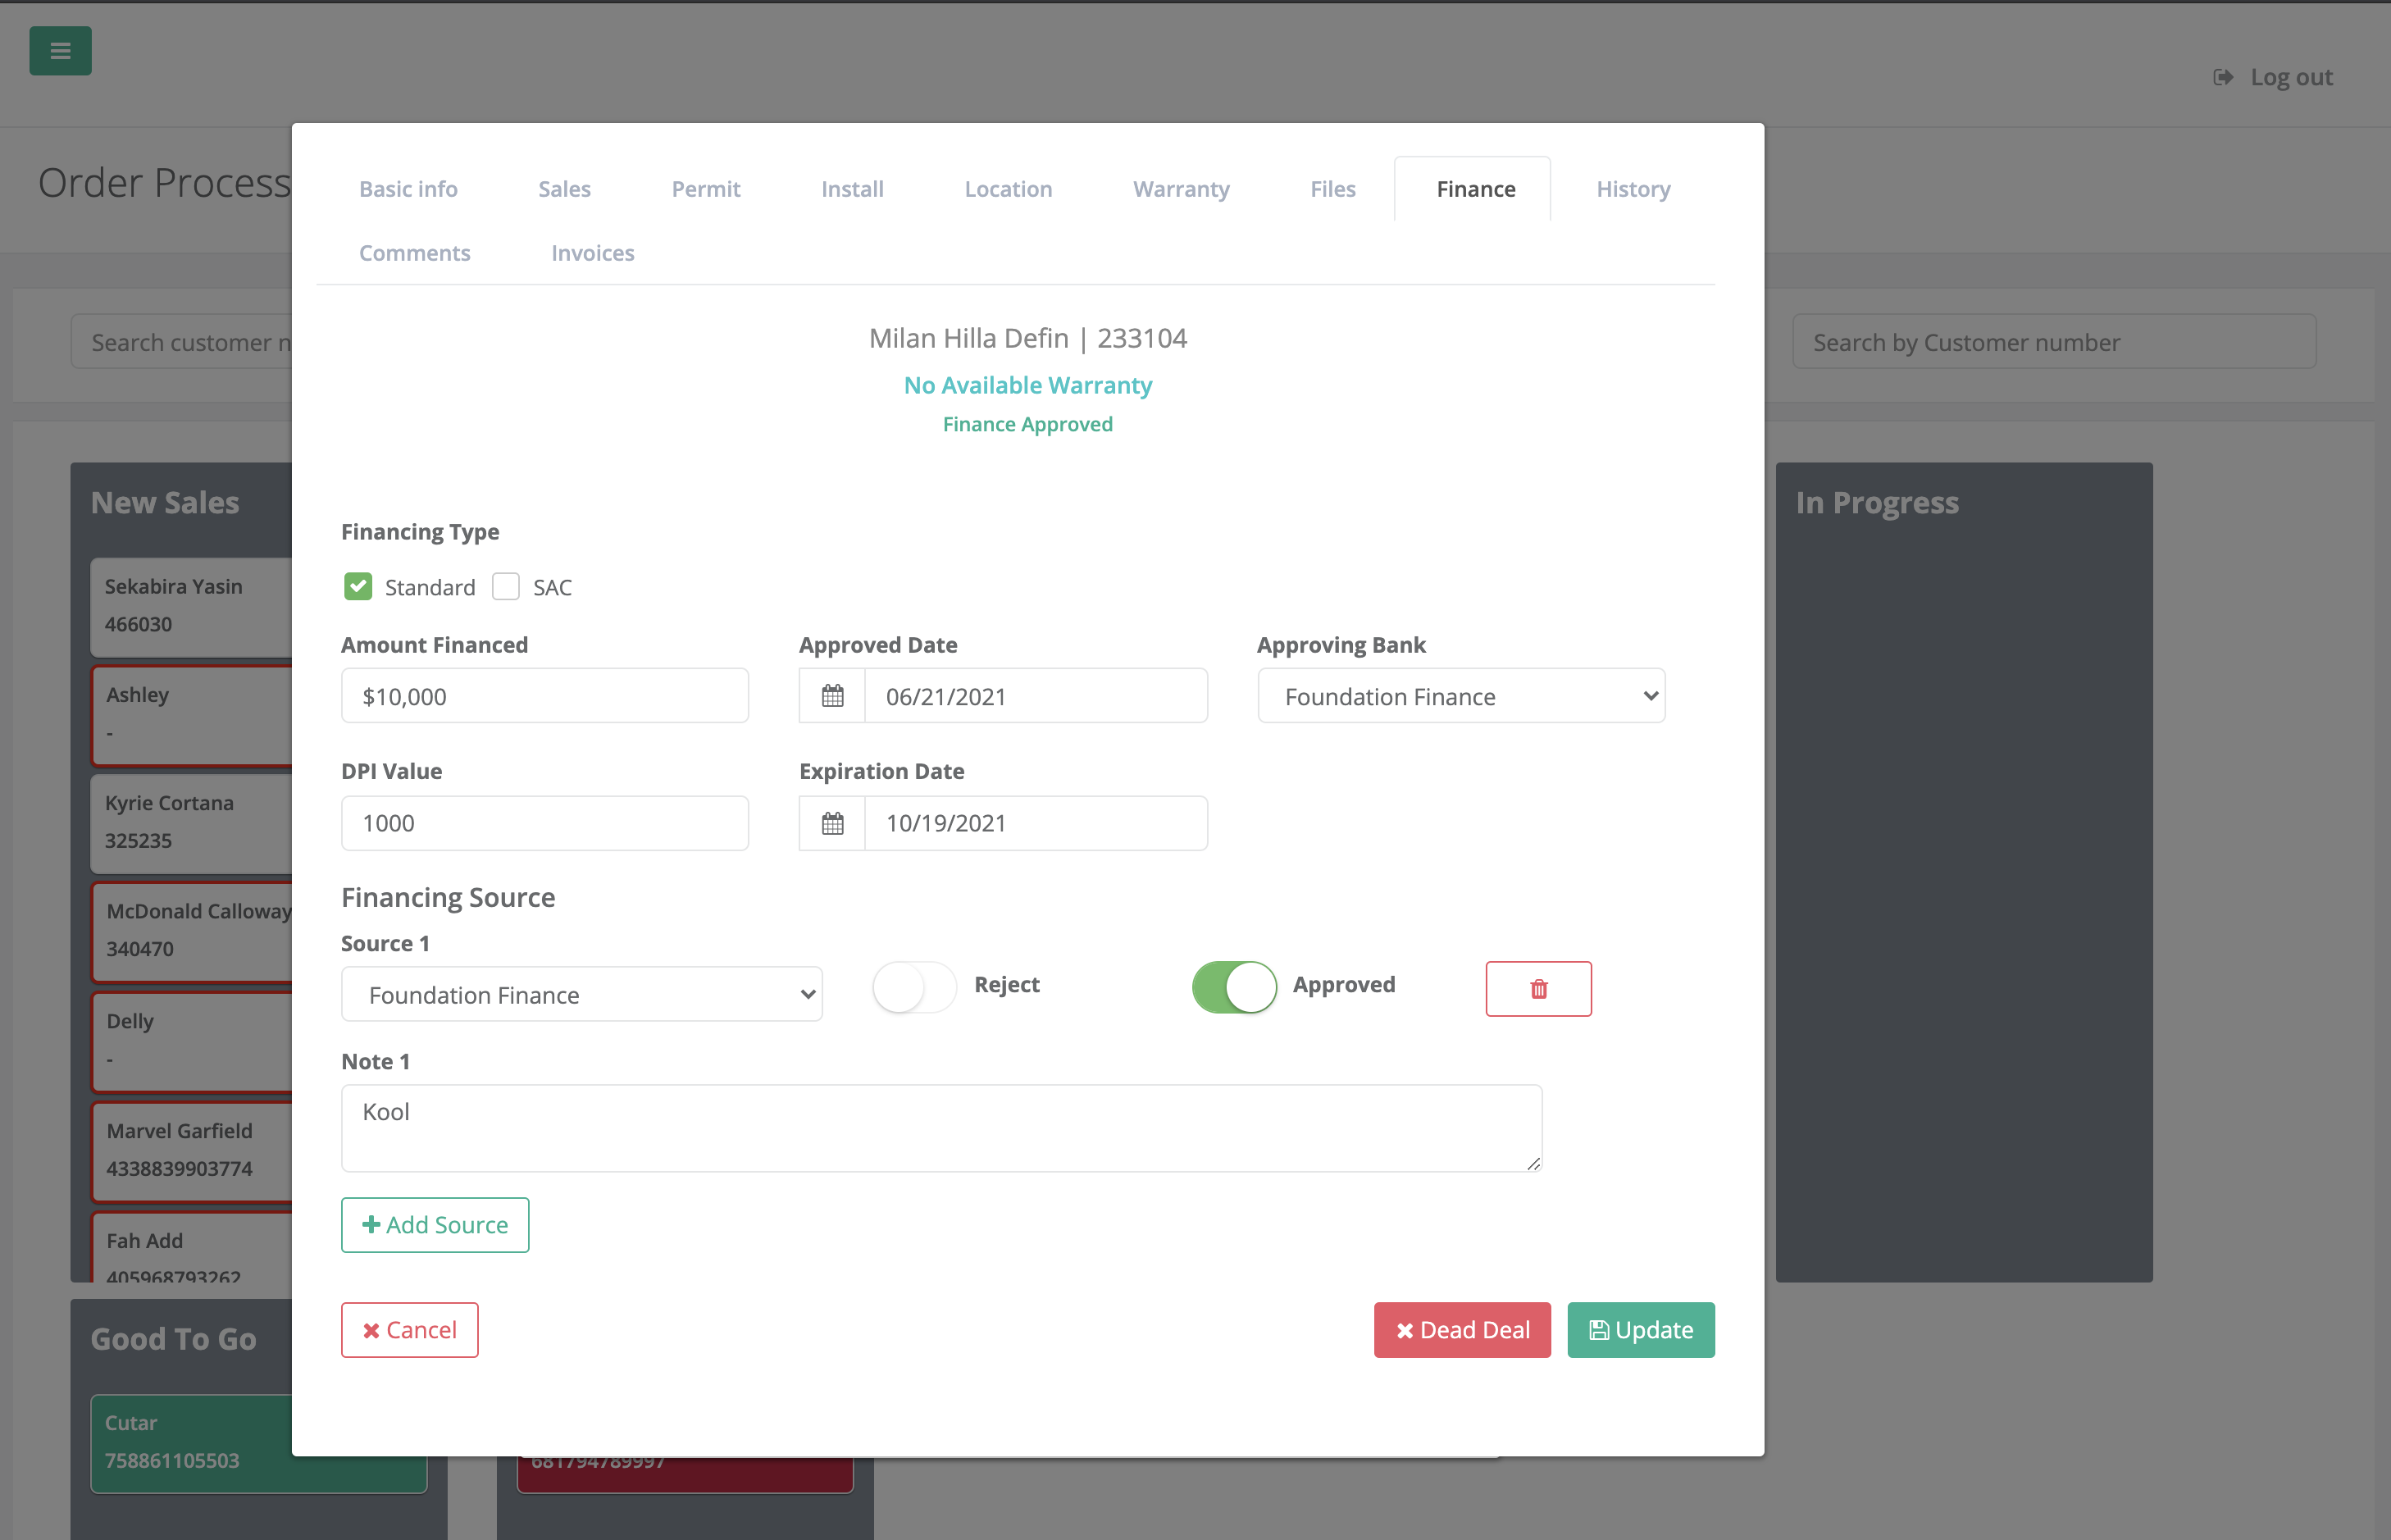 Log out
Order Process
Basic info Sales Permit Install Location Warranty Files Finance History
Comments Invoices
Search customer n
Search by Customer number
Milan Hilla Defin | 233104
No Available Warranty
Finance Approved
New Sales
In Progress
Financing Type
Sekabira Yasin
466030
Standard SAC
Amount Financed Approved Date Approving Bank
Ashley
$10,000 06/21/2021 Foundation Finance
-
DPI Value Expiration Date
Kyrie Cortana
325235
1000 10/19/2021
Financing Source
McDonald Calloway
340470
Source 1
Foundation Finance Reject Approved
Delly
-
Note 1
Kool
Marvel Garfield
4338839903774
+ Add Source
Fah Add
405968793262
Cancel Dead Deal Update
Good To Go
Cutar
758861105503
681794789997